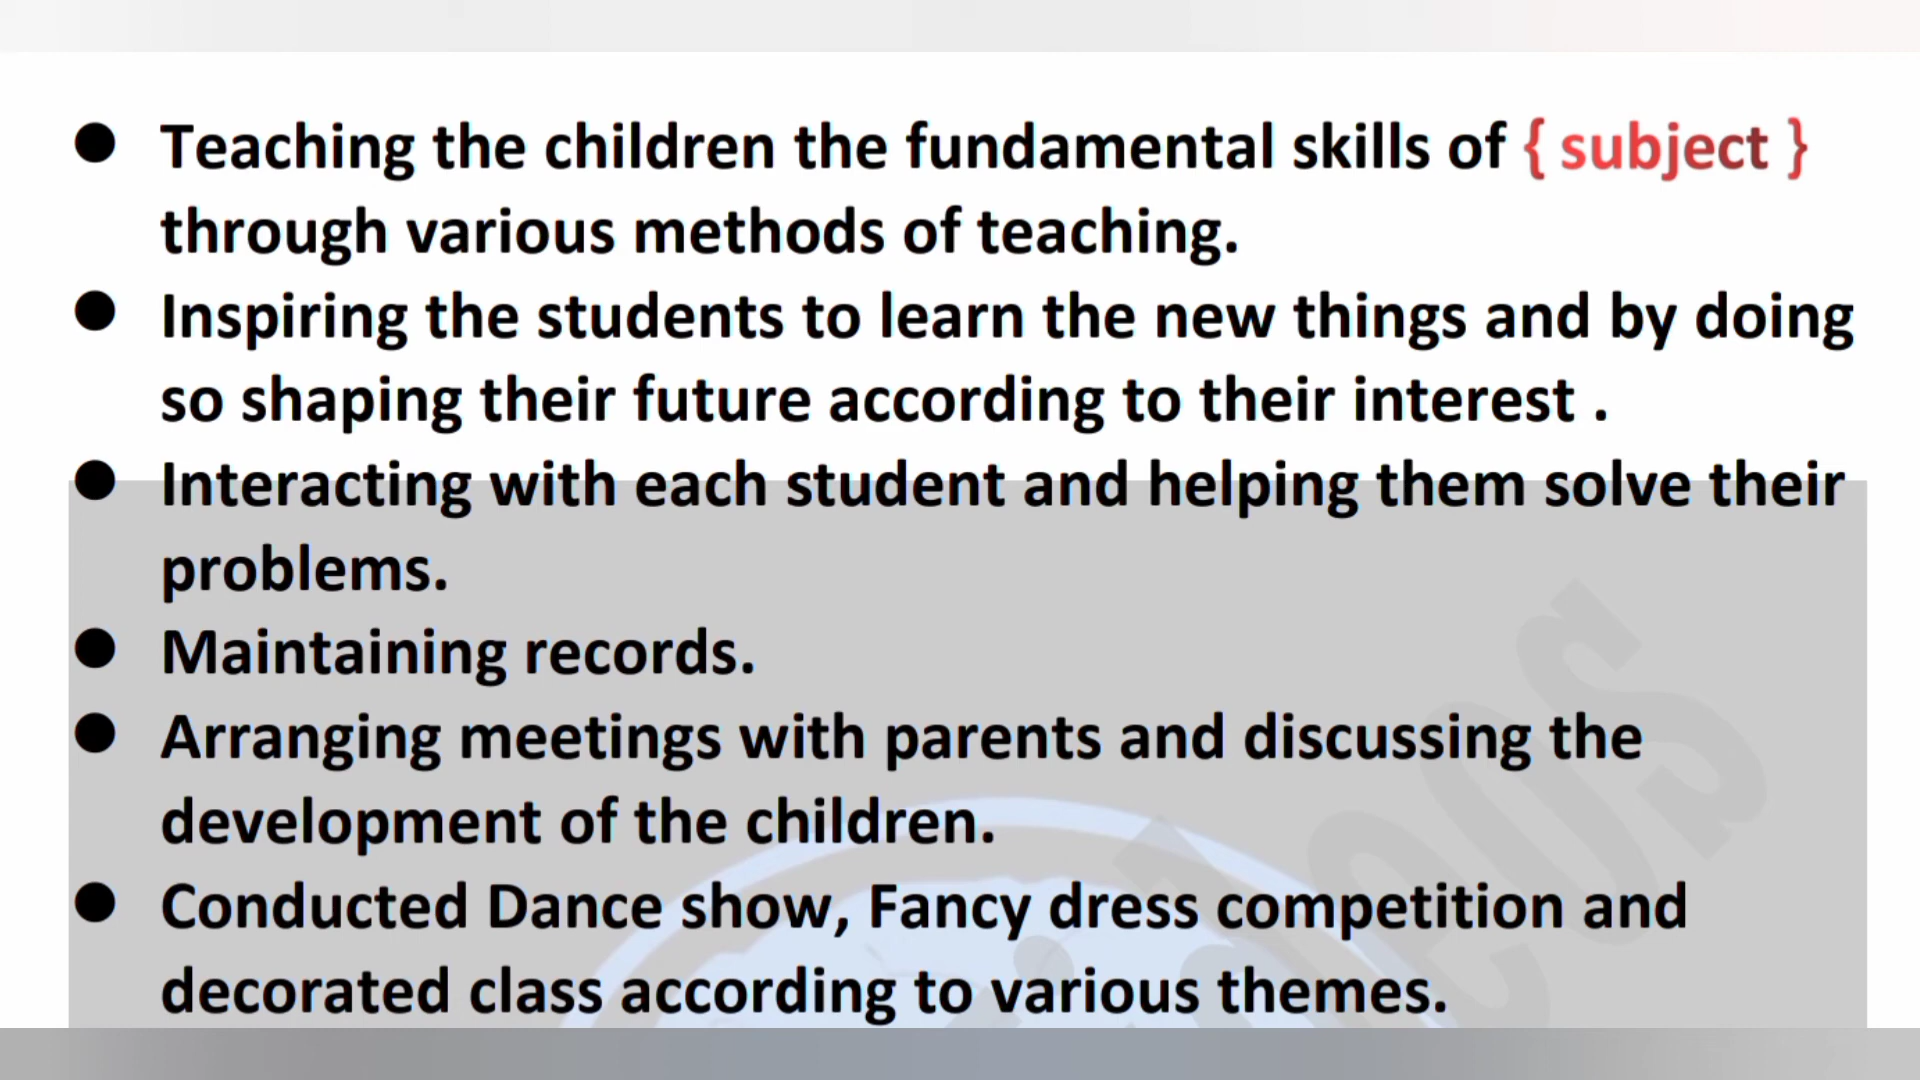 ● Teaching the children the fundamental skills of { subject }
through various methods of teaching.
● Inspiring the students to learn the new things and by doing
so shaping their future according to their interest .
● Interacting with each student and helping them solve their
problems.
● Maintaining records.
● Arranging meetings with parents and discussing the
development of the children.
● Conducted Dance show, Fancy dress competition and
decorated class according to various themes.